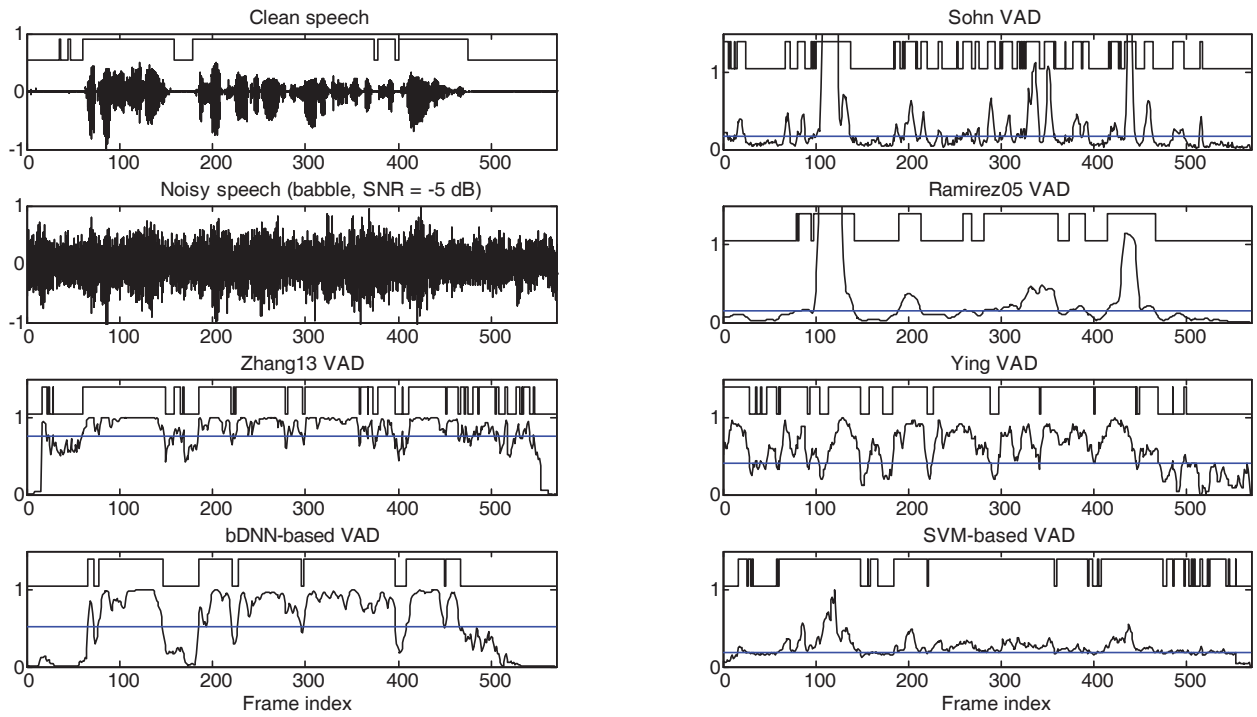 Clean speech
1
0
-1
0 100 200 300 400 500
Noisy speech (babble, SNR = -5 dB)
1
0
-1
0 100 200 300 400 500
Zhang13 VAD
1
0
0 100 200 300 400 500
bDNN-based VAD
1
0
0 100 200 300 400 500
Frame index
Sohn VAD
1
0
0 100 200 300 400 500
Ramirez05 VAD
1
0
0 100 200 300 400 500
Ying VAD
1
0
0 100 200 300 400 500
SVM-based VAD
1
0
0 100 200 300 400 500
Frame index